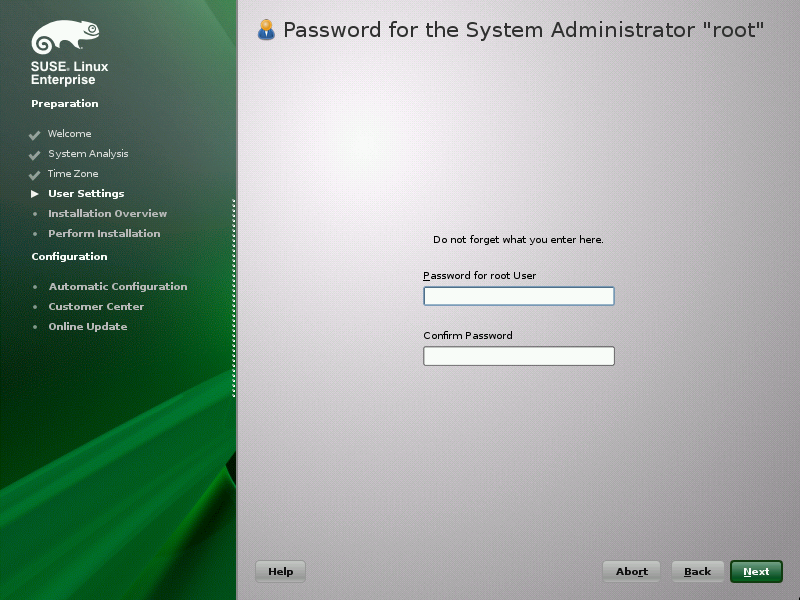 SUSE. Linux
Enterprise
Preparation
Welcome
System Analysis
Time Zone
User Settings
Installation Overview
Perform Installation
Configuration
Automatic Configuration
Customer Center
Online Update
Password for the System Administrator "root"
Do not forget what you enter here.
Password for root User
Confirm Password
Help
Abort
Back
Next